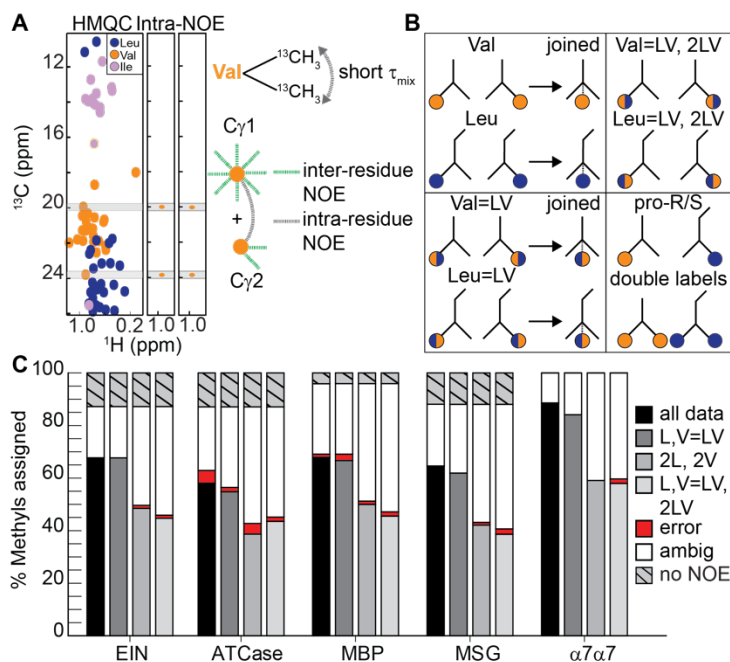 A
HMQC Intra-NOE
Leu
Val
Ile
12
16
20
24
13C (ppm)
1.0 0.2 1.0 1.0
1H (ppm)
Val
13CH3
13CH3
short τmix
Cγ1
+
Cγ2
inter-residue
NOE
intra-residue
NOE
B
Val joined
Val=LV, 2LV
Leu
Leu=LV, 2LV
Val=LV joined
pro-R/S
Leu=LV
double labels
C
% Methyls assigned
100
80
60
40
20
0
EIN ATCase MBP MSG α7α7
all data
L,V=LV
2L, 2V
L,V=LV,
2LV
error
ambig
no NOE